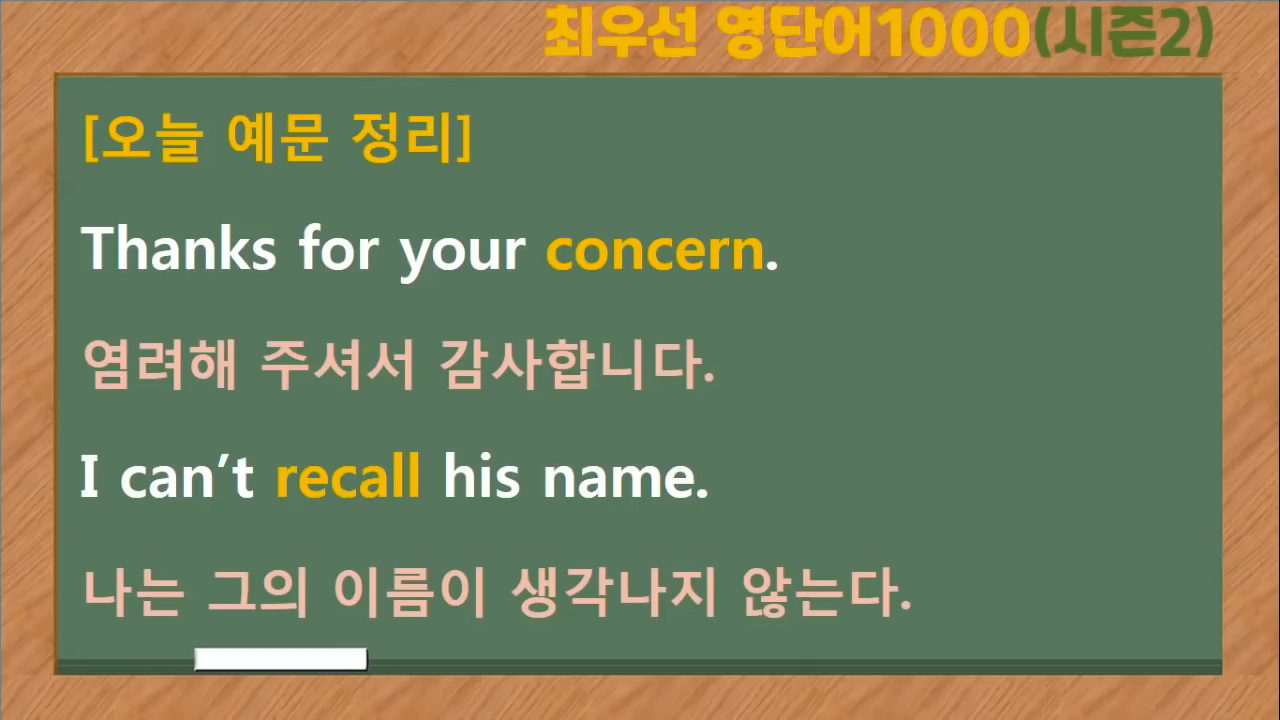 최우선 영단어1000(시즌2)
[오늘 예문 정리]
Thanks for your concern.
염려해 주셔서 감사합니다.
I can’t recall his name.
나는 그의 이름이 생각나지 않는다.